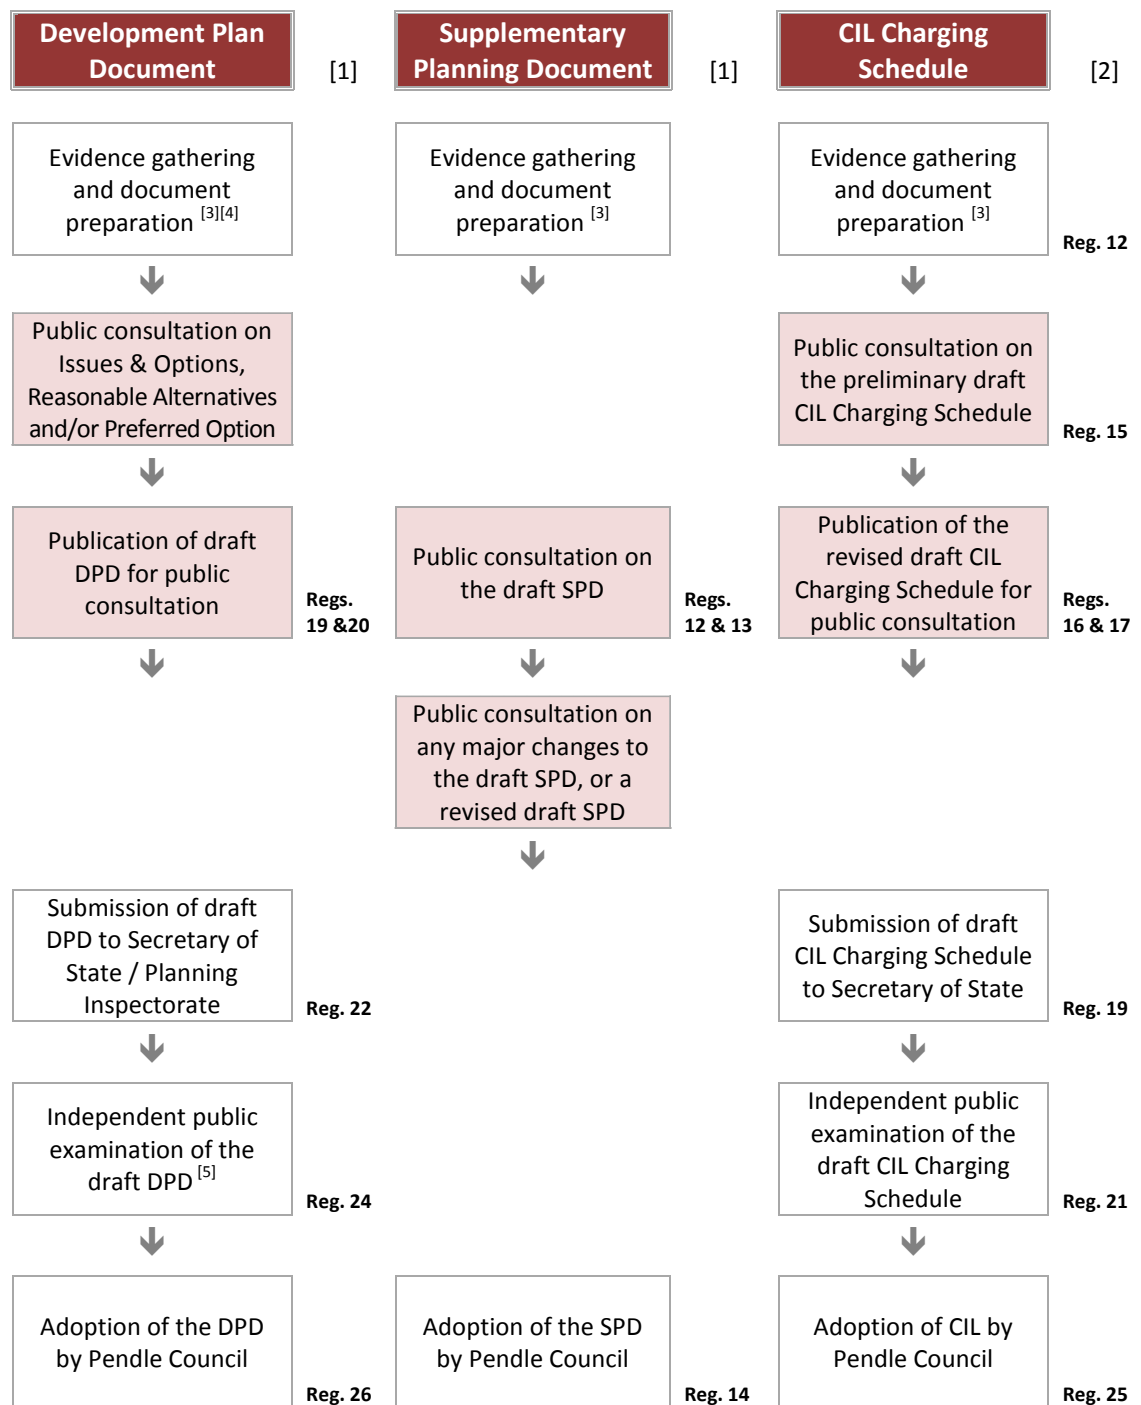 Development Plan
Document
[1]
Supplementary
Planning Document
[1]
CIL Charging
Schedule
[2]
Evidence gathering
and document
preparation [3][4]
Evidence gathering
and document
preparation [3]
Evidence gathering
and document
preparation [3]
Reg. 12
Public consultation on
Issues & Options,
Reasonable Alternatives
and/or Preferred Option
Public consultation on
the preliminary draft
CIL Charging Schedule
Reg. 15
Publication of draft
DPD for public
consultation
Regs.
19 &20
Public consultation on
the draft SPD
Regs.
12 & 13
Publication of the
revised draft CIL
Charging Schedule for
public consultation
Regs.
16 & 17
Public consultation on
any major changes to
the draft SPD, or a
revised draft SPD
Submission of draft
DPD to Secretary of
State / Planning
Inspectorate
Reg. 22
Submission of draft
CIL Charging Schedule
to Secretary of State
Reg. 19
Independent public
examination of the
draft DPD [5]
Reg. 24
Independent public
examination of the
draft CIL Charging
Schedule
Reg. 21
Adoption of the DPD
by Pendle Council
Reg. 26
Adoption of the SPD
by Pendle Council
Reg. 14
Adoption of CIL by
Pendle Council
Reg. 25